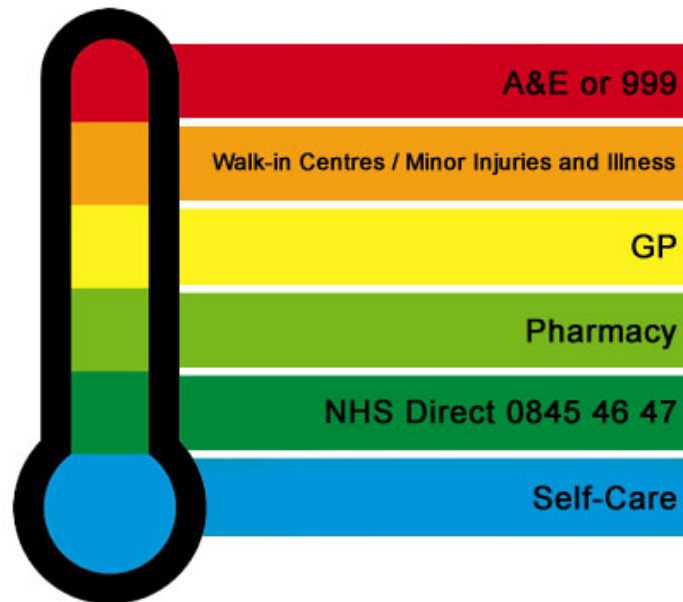 A&E or 999
Walk-in Centres / Minor Injuries and Illness
GP
Pharmacy
NHS Direct 0845 46 47
Self-Care